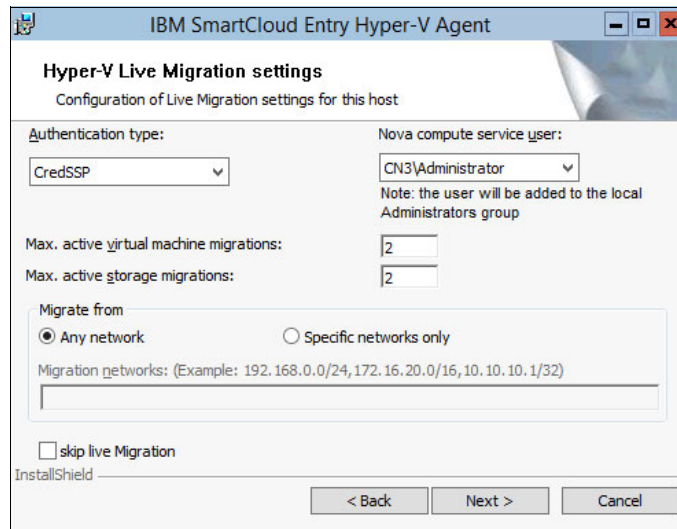 IBM SmartCloud Entry Hyper-V Agent
Hyper-V Live Migration settings
Configuration of Live Migration settings for this host
Authentication type:
Nova compute service user:
CredSSP
CN3\Administrator
Note: the user will be added to the local
Administrators group
Max. active virtual machine migrations:
2
Max. active storage migrations:
2
Migrate from
Any network
Specific networks only
Migration networks: (Example: 192.168.0.0/24,172.16.20.0/16,10.10.10.1/32)
skip live Migration
InstallShield
< Back
Next >
Cancel